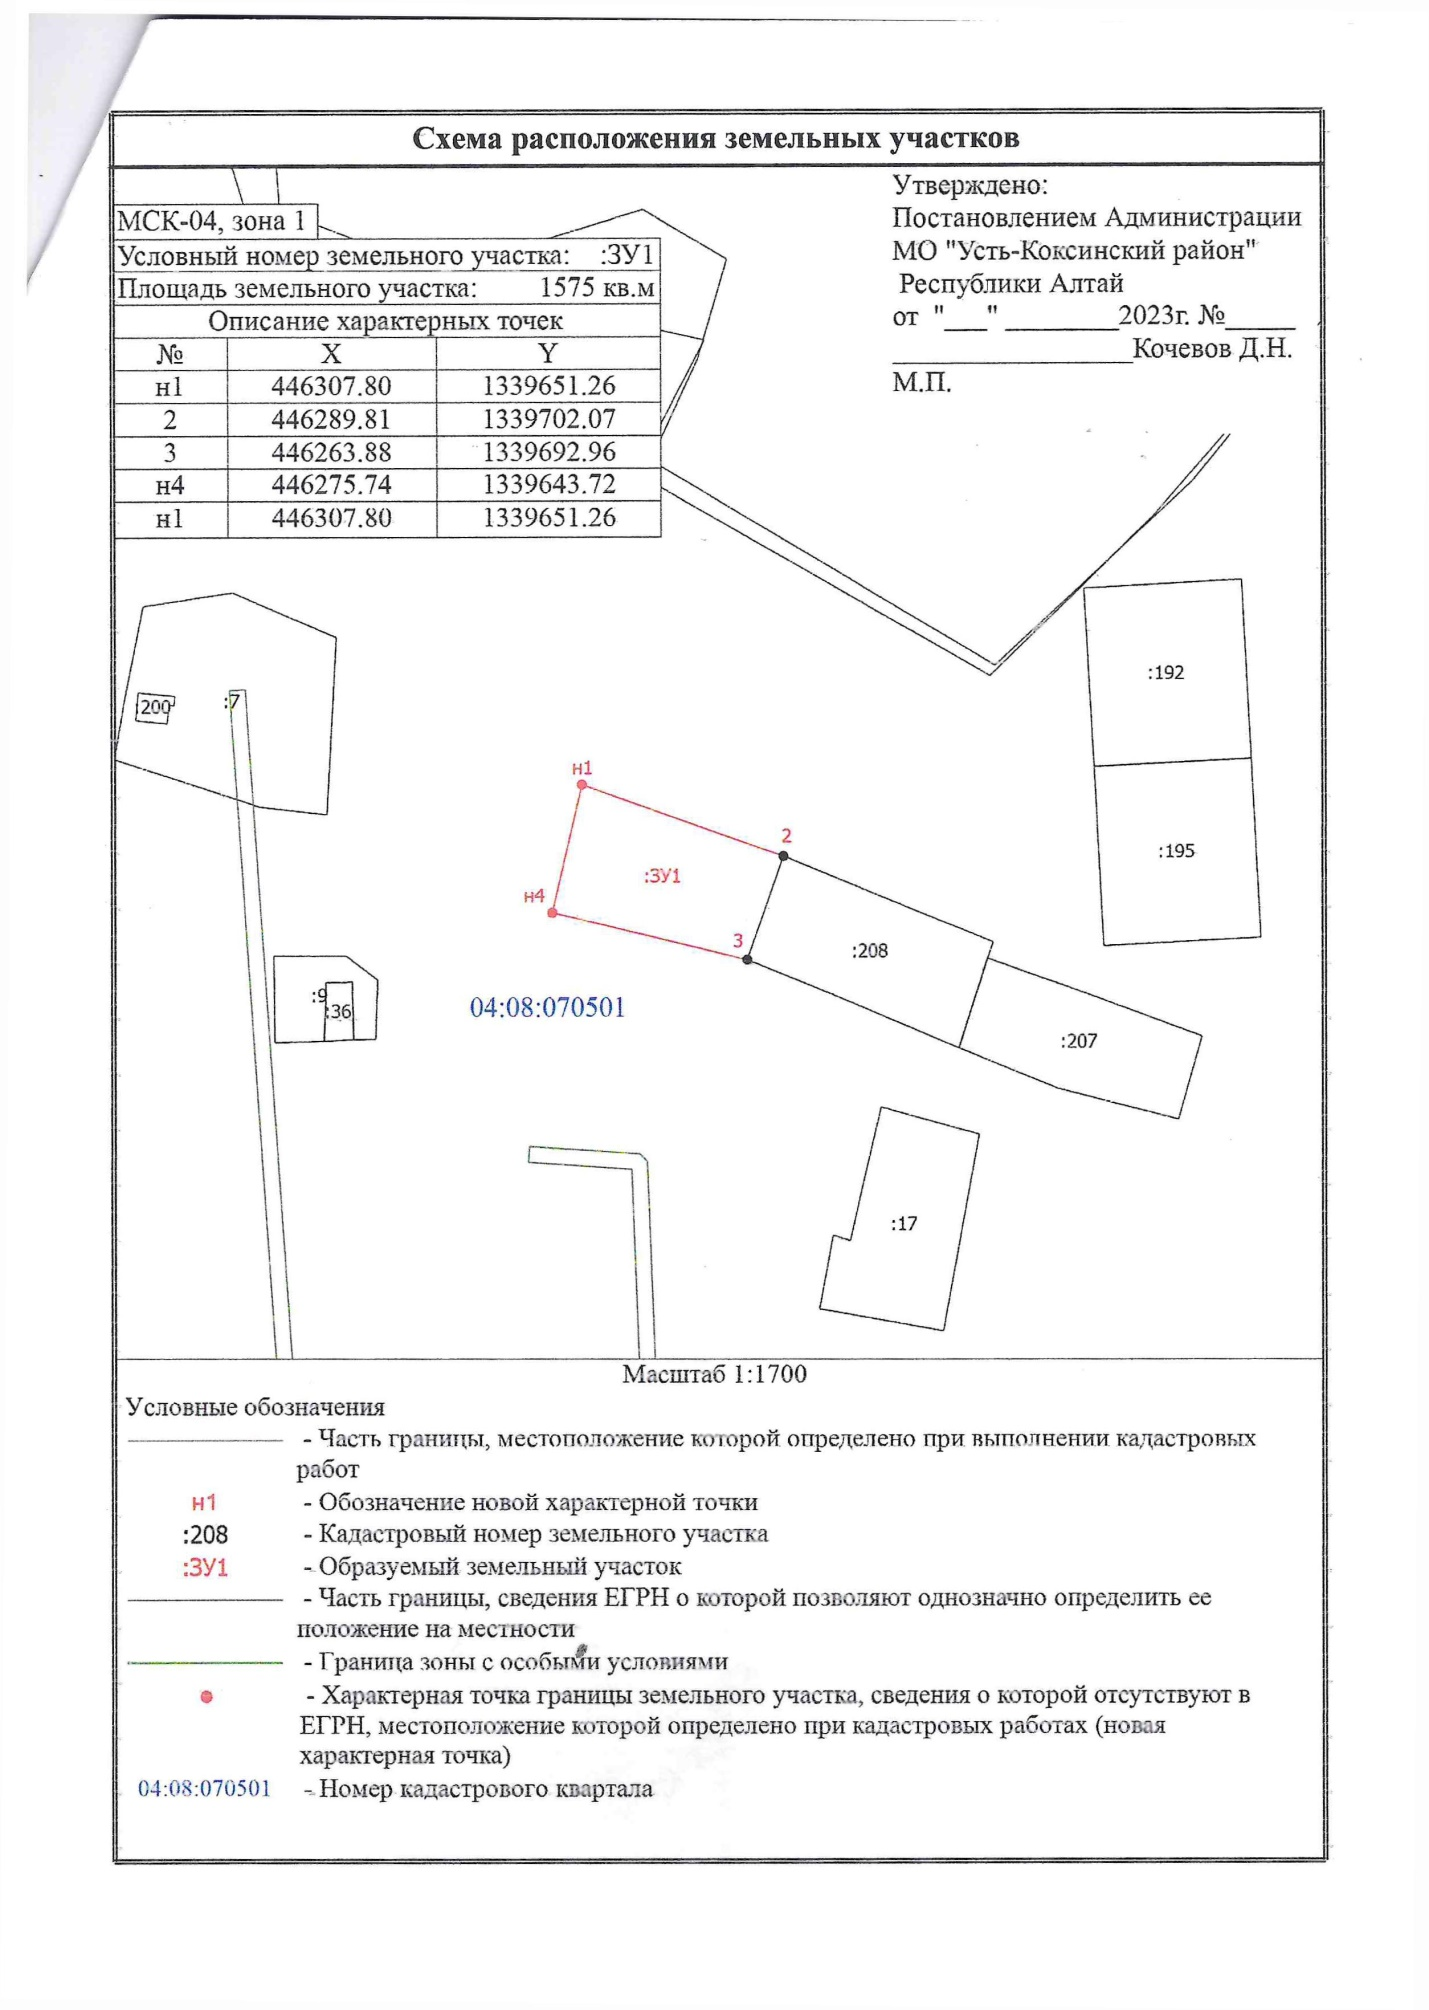 Схема расположения земельных участков
Утверждено:
Постановлением Администрации
МО "Усть-Коксинский район"
Республики Алтай
от "___" ________2023г. №_____
_________________Кочевов Д.Н.
М.П.
МСК-04, зона 1
Условный номер земельного участка: :ЗУ1
Площадь земельного участка: 1575 кв.м
Описание характерных точек
№ X Y
н1 446307.80 1339651.26
2 446289.81 1339702.07
3 446263.88 1339692.96
н4 446275.74 1339643.72
н1 446307.80 1339651.26
:192
:200
:7
н1
2
:195
:ЗУ1
н4
3
:208
:9
:36
04:08:070501
:207
:17
Масштаб 1:1700
Условные обозначения
- Часть границы, местоположение которой определено при выполнении кадастровых
работ
н1 - Обозначение новой характерной точки
:208 - Кадастровый номер земельного участка
:ЗУ1 - Образуемый земельный участок
- Часть границы, сведения ЕГРН о которой позволяют однозначно определить ее
положение на местности
- Граница зоны с особыми условиями
- Характерная точка границы земельного участка, сведения о которой отсутствуют в
ЕГРН, местоположение которой определено при кадастровых работах (новая
характерная точка)
04:08:070501 - Номер кадастрового квартала